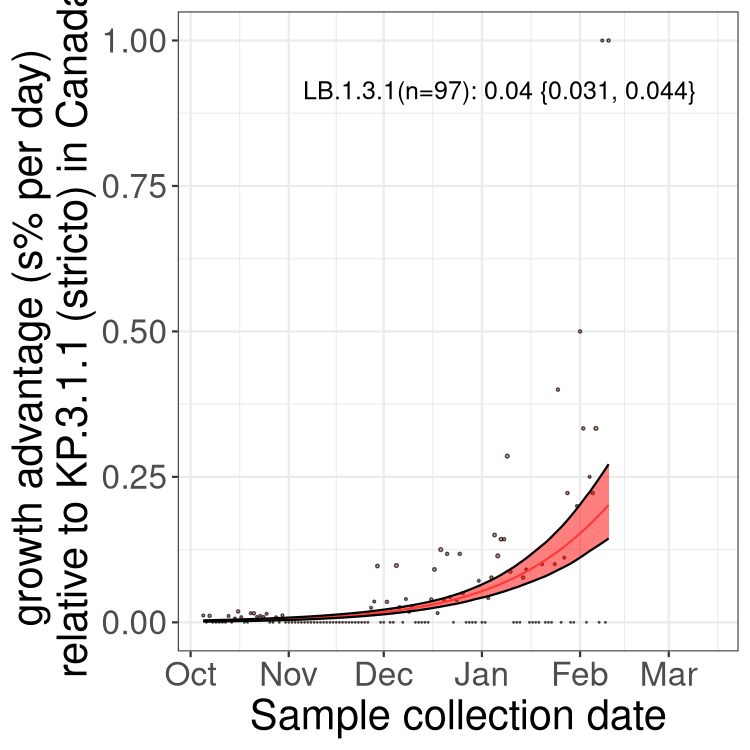 growth advantage (s% per day)
relative to KP.3.1.1 (stricto) in Canada
1.00
0.75
0.50
0.25
0.00
LB.1.3.1(n=97): 0.04 {0.031, 0.044}
Oct Nov Dec Jan Feb Mar
Sample collection date